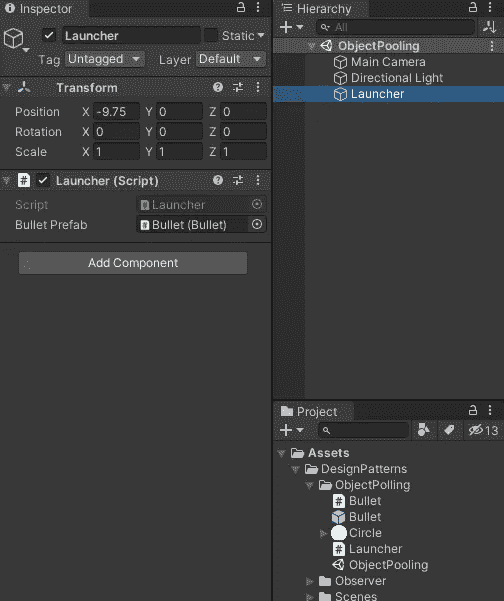 Inspector
Launcher
Static
Tag Untagged Layer Default
Transform
Position X -9.75 Y 0 Z 0
Rotation X 0 Y 0 Z 0
Scale X 1 Y 1 Z 1
# Launcher (Script)
Script # Launcher
Bullet Prefab # Bullet (Bullet)
Add Component
Hierarchy
+ All
ObjectPooling
Main Camera
Directional Light
Launcher
Project
+ 13
Assets
DesignPatterns
ObjectPolling
# Bullet
Bullet
Circle
# Launcher
ObjectPooling
Observer
Scenes